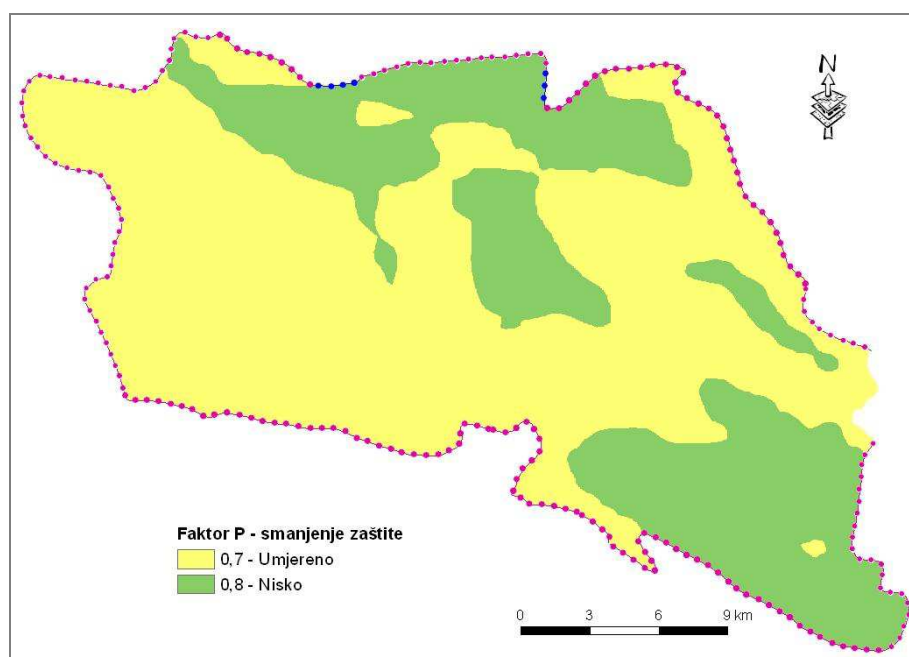 N
Faktor P - smanjenje zaštite
0,7 - Umjereno
0,8 - Nisko
0 3 6 9 km